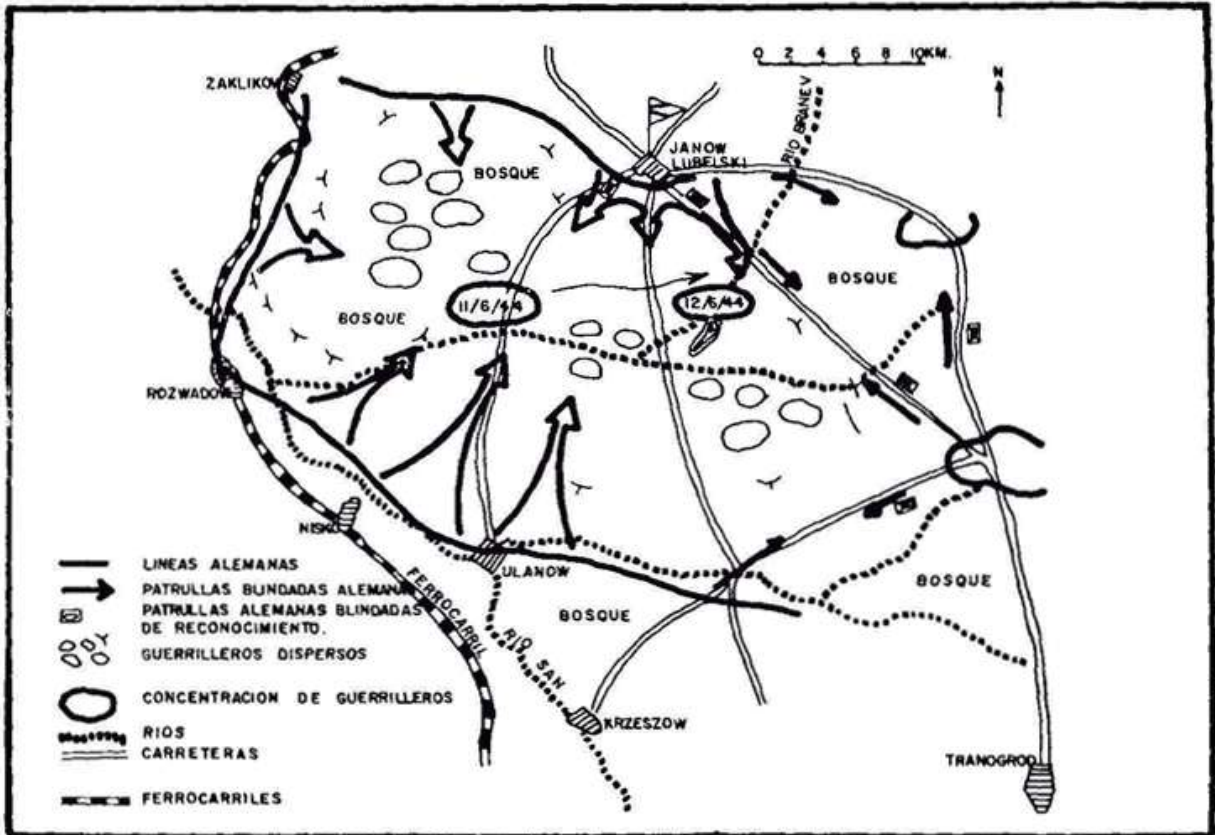 0 2 4 6 8 10KM.
N
ZAKLIKOW
RIO BRANEV
JANOW
LUBELSKI
BOSQUE
BOSQUE
BOSQUE
11/6/44
12/6/44
ROZWADOW
NISKO
ULANOW
BOSQUE
BOSQUE
FERROCARRIL
RIO SAN
KRZESZOW
TRANOGROD
LINEAS ALEMANAS
PATRULLAS BLINDADAS ALEMANA
PATRULLAS ALEMANAS BLINDADAS
DE RECONOCIMIENTO.
GUERRILLEROS DISPERSOS
CONCENTRACION DE GUERRILLEROS
RIOS
CARRETERAS
FERROCARRILES